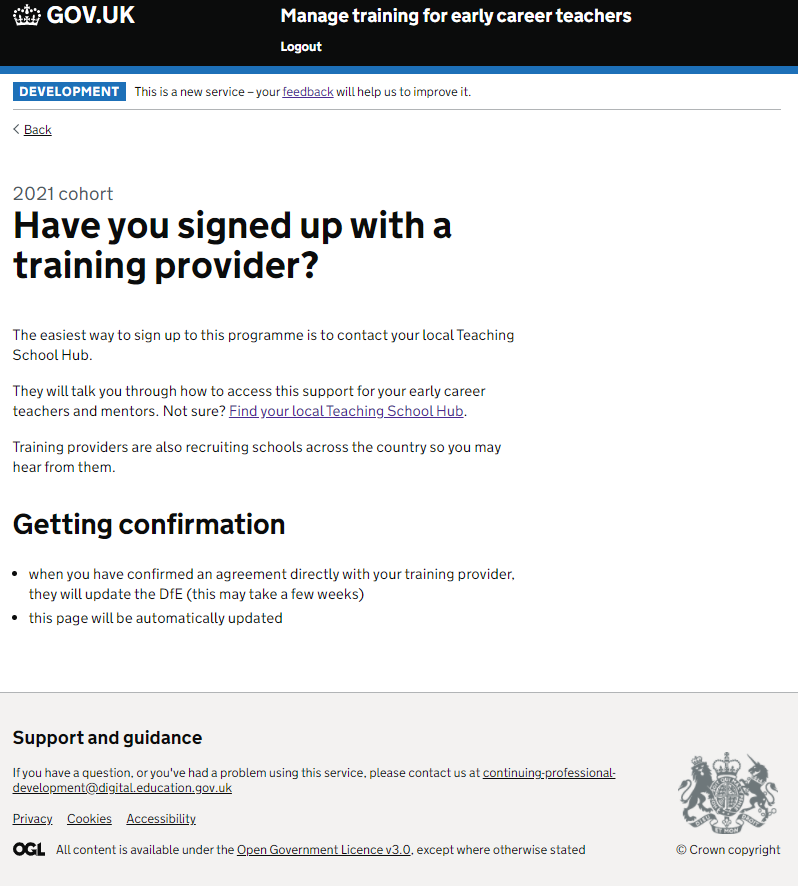 GOV.UK
Manage training for early career teachers
Logout
DEVELOPMENT This is a new service – your feedback will help us to improve it.
Back
2021 cohort
Have you signed up with a
training provider?
The easiest way to sign up to this programme is to contact your local Teaching
School Hub.
They will talk you through how to access this support for your early career
teachers and mentors. Not sure? Find your local Teaching School Hub.
Training providers are also recruiting schools across the country so you may
hear from them.
Getting confirmation
• when you have confirmed an agreement directly with your training provider,
they will update the DfE (this may take a few weeks)
• this page will be automatically updated
Support and guidance
If you have a question, or you've had a problem using this service, please contact us at continuing-professional-
development@digital.education.gov.uk
Privacy Cookies Accessibility
OGL All content is available under the Open Government Licence v3.0, except where otherwise stated
© Crown copyright